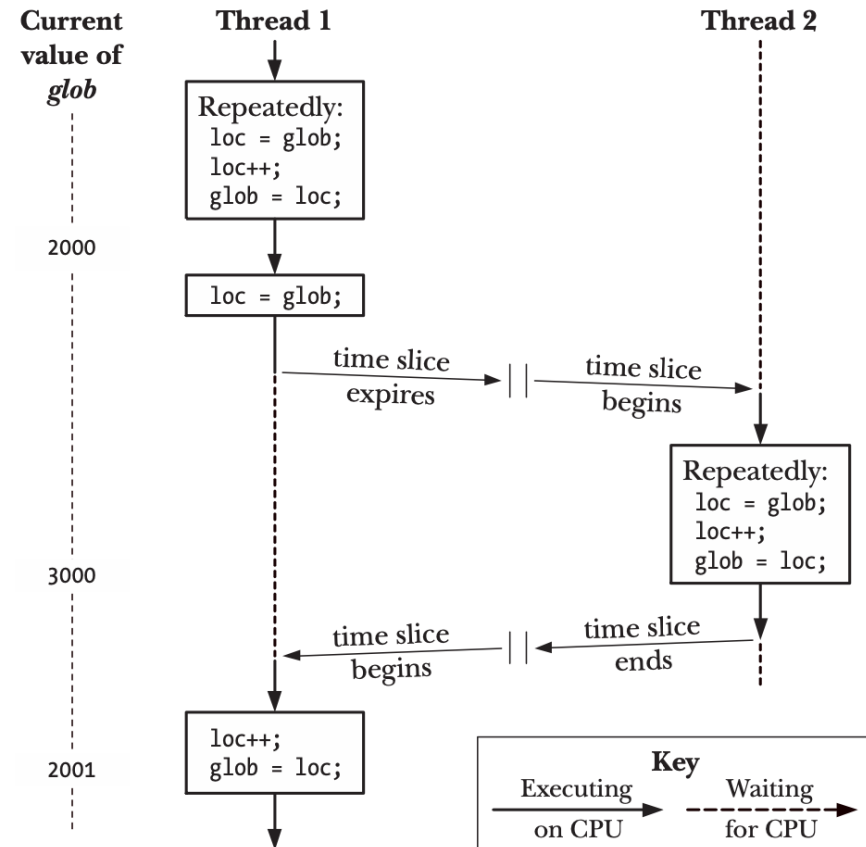 Current
value of
glob
Thread 1
Thread 2
Repeatedly:
loc = glob;
loc++;
glob = loc;
2000
loc = glob;
time slice
expires
time slice
begins
Repeatedly:
loc = glob;
loc++;
glob = loc;
3000
time slice
begins
time slice
ends
loc++;
glob = loc;
2001
Key
Executing
on CPU
Waiting
for CPU